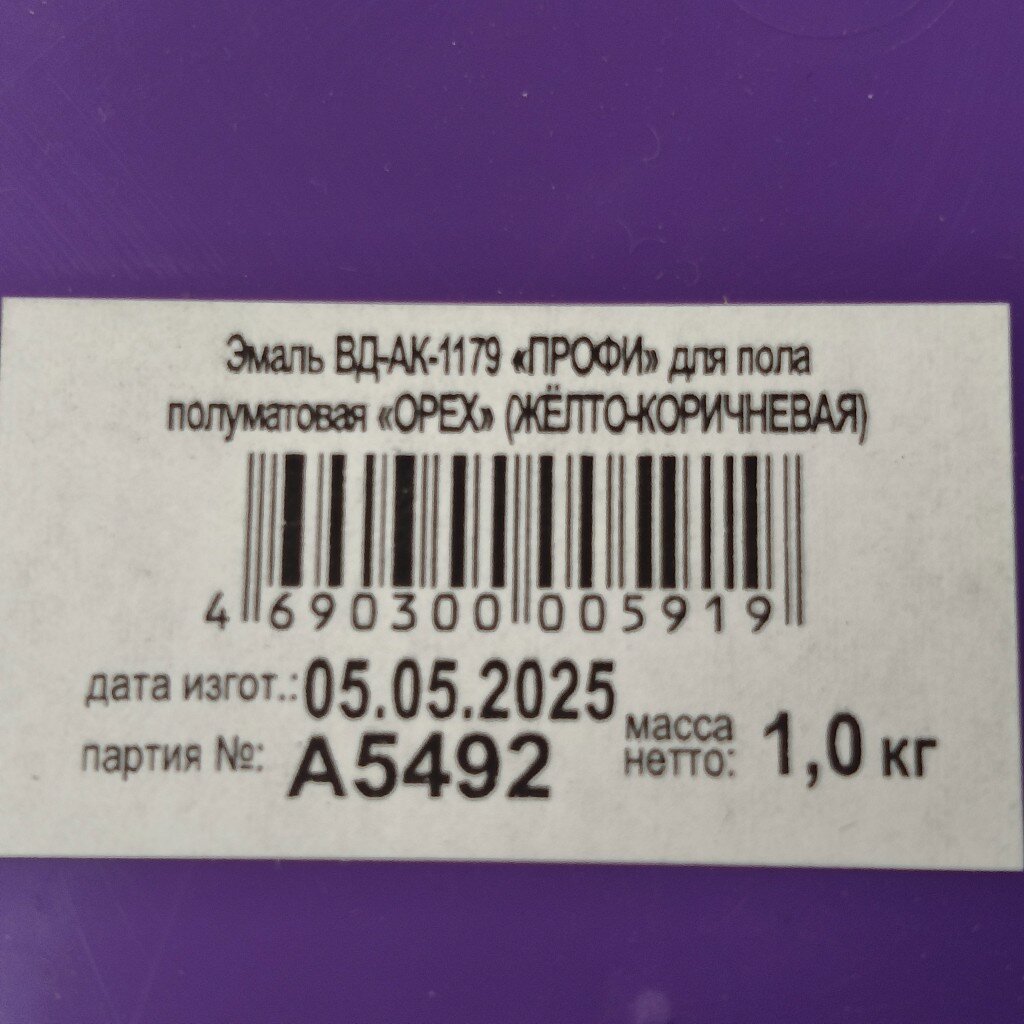 Эмаль ВД-АК-1179 «ПРОФИ» для пола
полуматовая «ОРЕХ» (ЖЁЛТО-КОРИЧНЕВАЯ)
4 690300 005919
дата изгот.: 05.05.2025
партия №: А5492
масса
нетто: 1,0 кг